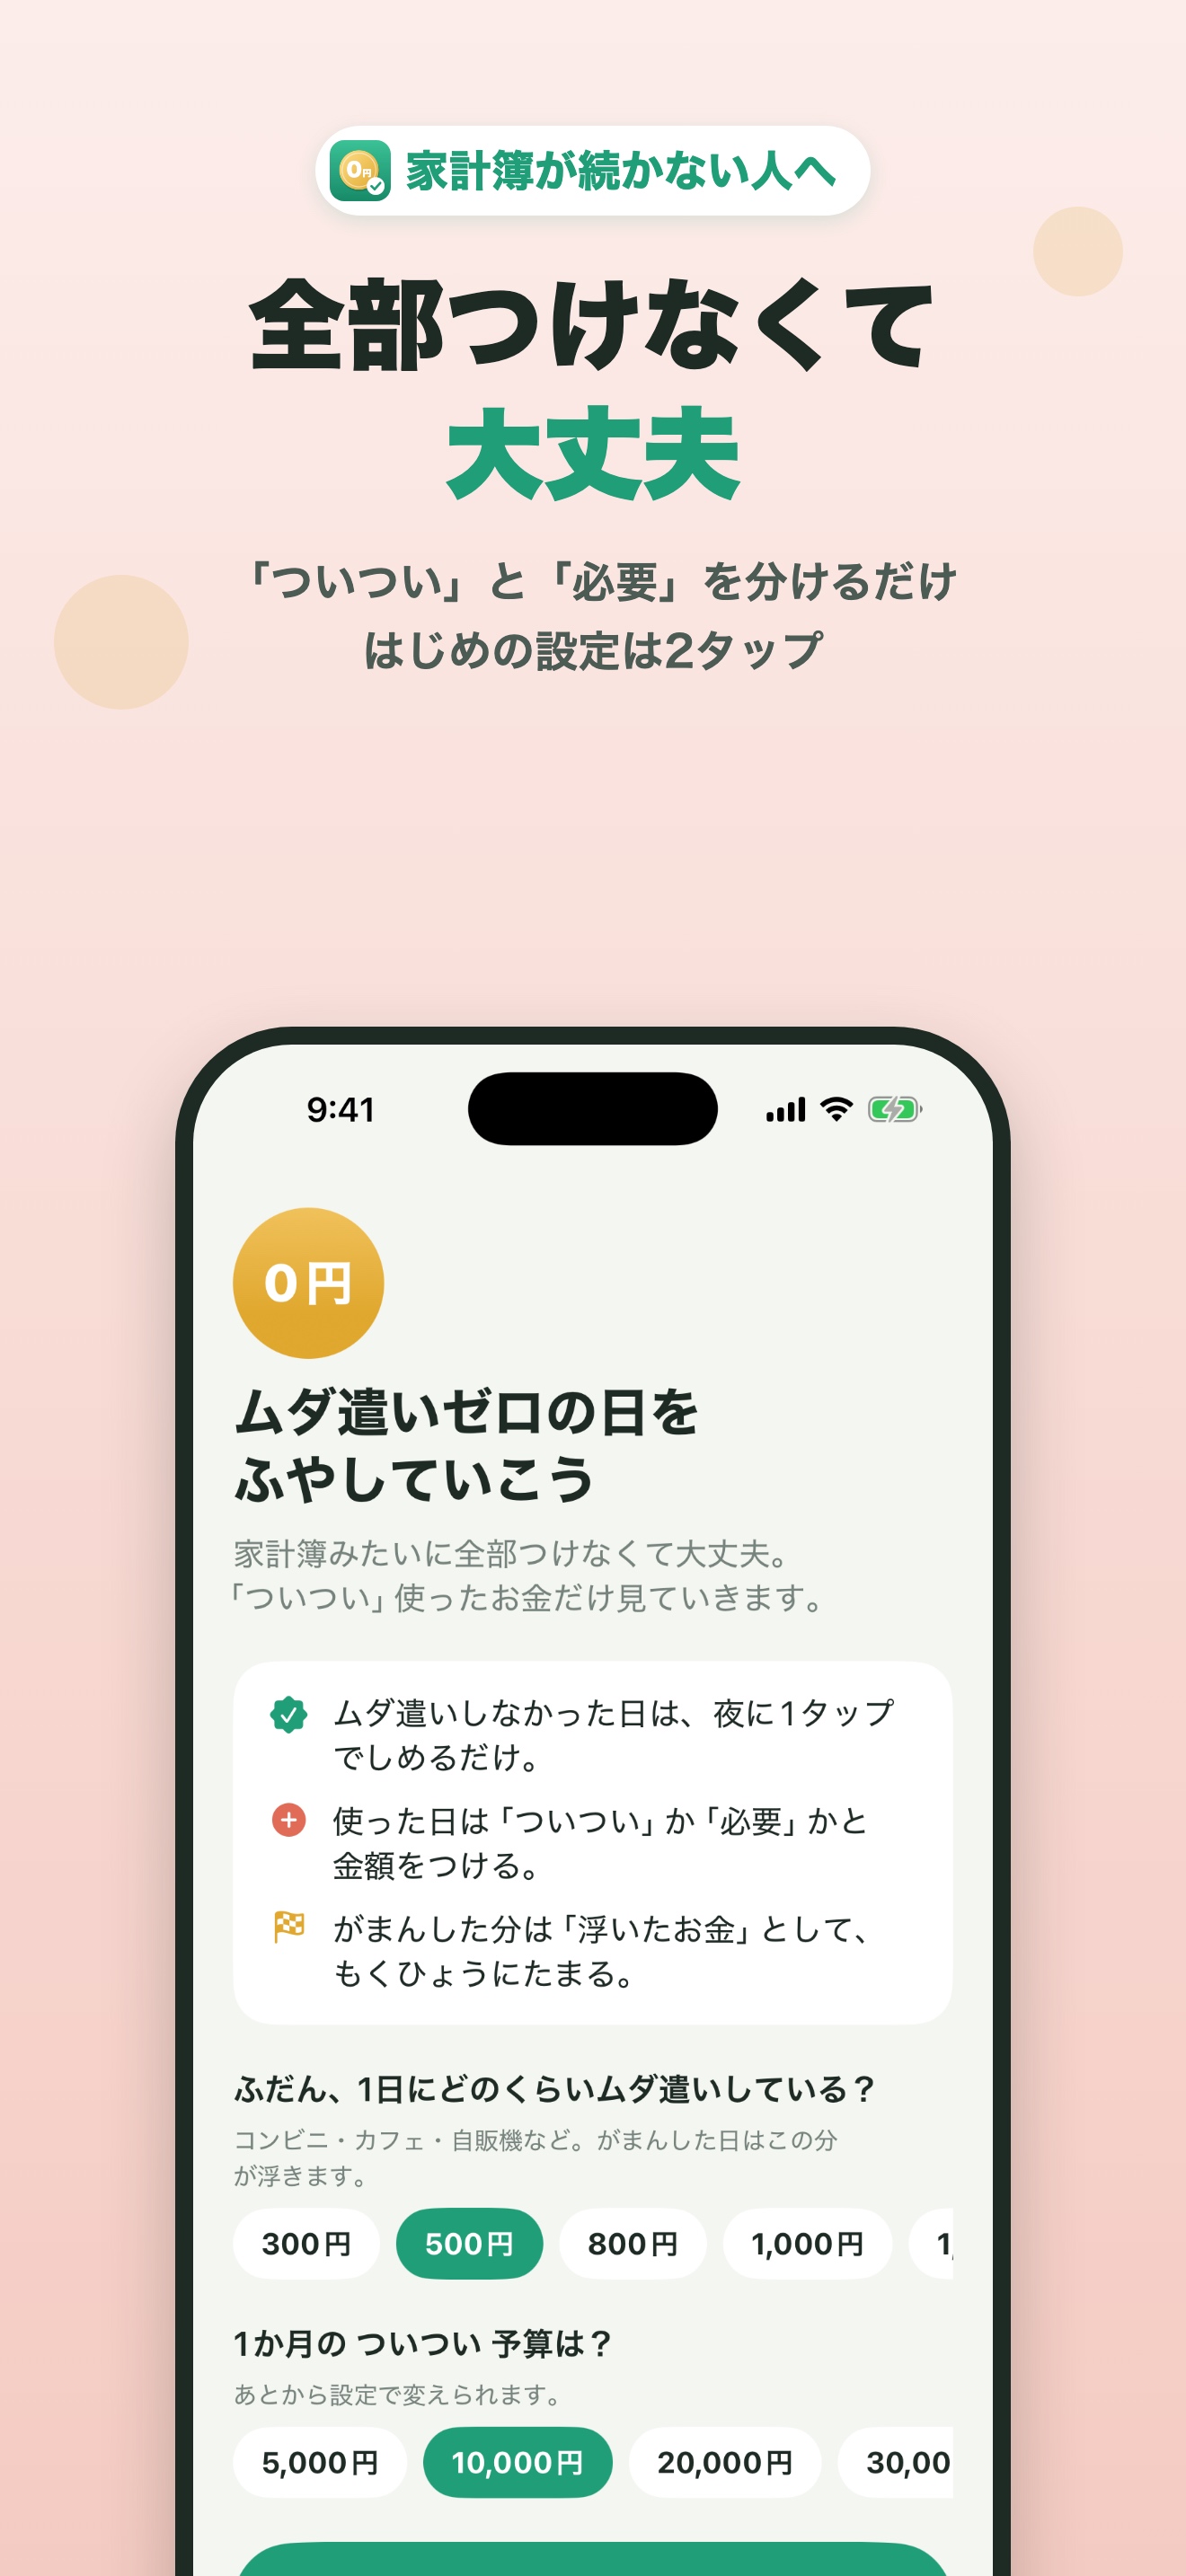 0円
家計簿が続かない人へ
全部つけなくて
大丈夫
「ついつい」と「必要」を分けるだけ
はじめの設定は2タップ
9:41
0円
ムダ遣いゼロの日を
ふやしていこう
家計簿みたいに全部つけなくて大丈夫。
「ついつい」使ったお金だけ見ていきます。
ムダ遣いしなかった日は、夜に1タップ
でしめるだけ。
使った日は「ついつい」か「必要」かと
金額をつける。
がまんした分は「浮いたお金」として、
もくひょうにたまる。
ふだん、1日にどのくらいムダ遣いしている？
コンビニ・カフェ・自販機など。がまんした日はこの分
が浮きます。
300円 500円 800円 1,000円 1,
1か月の ついつい 予算は？
あとから設定で変えられます。
5,000円 10,000円 20,000円 30,00